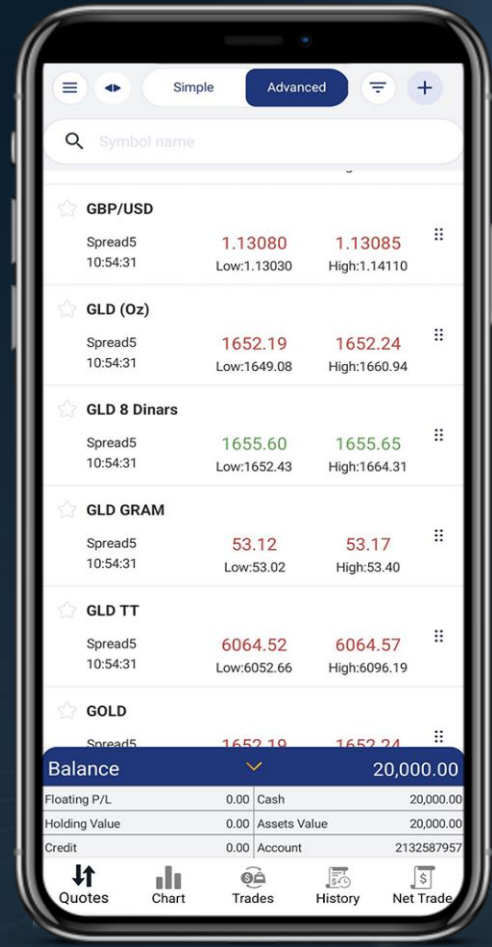 Simple Advanced
Symbol name
GBP/USD
Spread5 1.13080 1.13085
10:54:31 Low:1.13030 High:1.14110
GLD (Oz)
Spread5 1652.19 1652.24
10:54:31 Low:1649.08 High:1660.94
GLD 8 Dinars
Spread5 1655.60 1655.65
10:54:31 Low:1652.43 High:1664.31
GLD GRAM
Spread5 53.12 53.17
10:54:31 Low:53.02 High:53.40
GLD TT
Spread5 6064.52 6064.57
10:54:31 Low:6052.66 High:6096.19
GOLD
Spread5 1652.19 1652.24
Balance 20,000.00
Floating P/L 0.00 Cash 20,000.00
Holding Value 0.00 Assets Value 20,000.00
Credit 0.00 Account 2132587957
Quotes Chart Trades History Net Trade